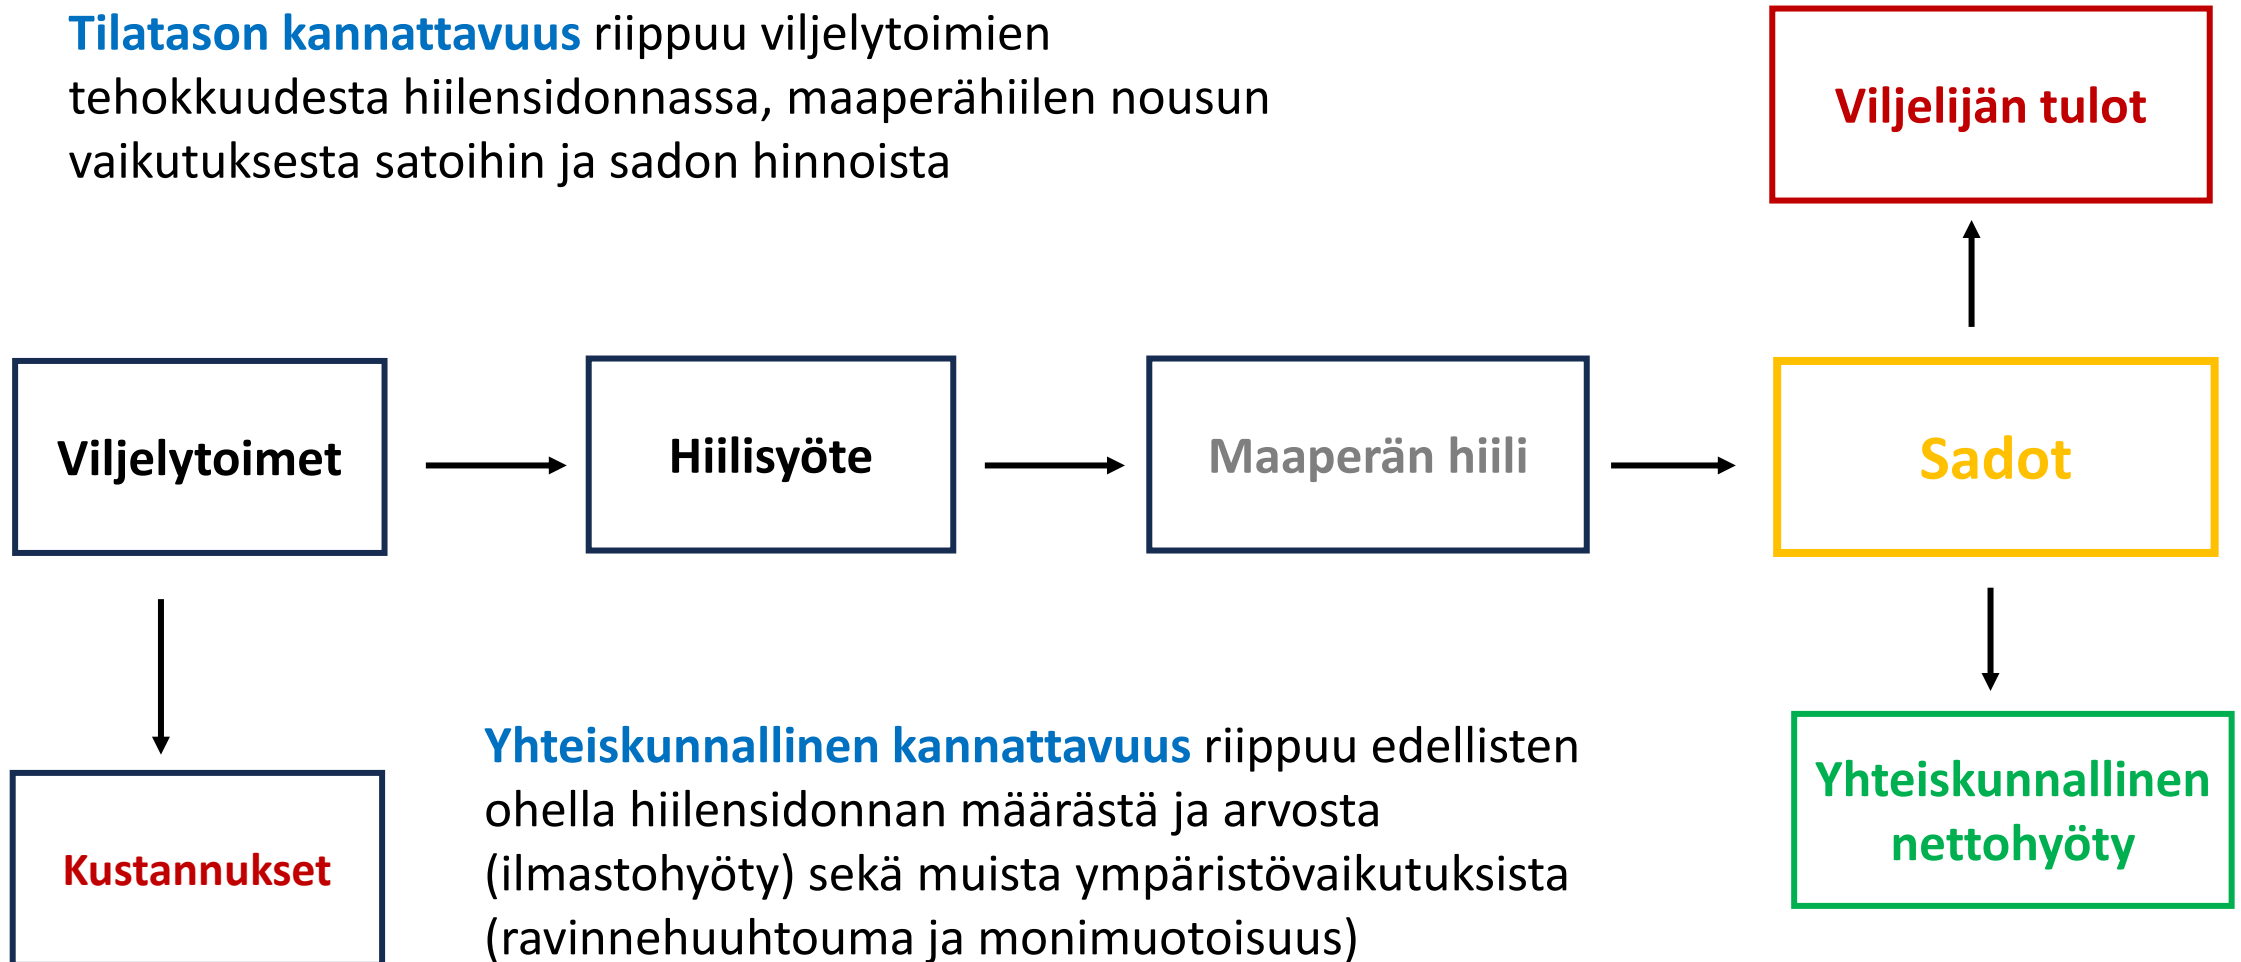 Tilatason kannattavuus riippuu viljelytoimien
tehokkuudesta hiilensidonnassa, maaperähiilen nousun
vaikutuksesta satoihin ja sadon hinnoista
Viljelijän tulot
Viljelytoimet
Hiilisyöte
Maaperän hiili
Sadot
Kustannukset
Yhteiskunnallinen kannattavuus riippuu edellisten
ohella hiilensidonnan määrästä ja arvosta
(ilmastohyöty) sekä muista ympäristövaikutuksista
(ravinnehuuhtouma ja monimuotoisuus)
Yhteiskunnallinen
nettohyöty